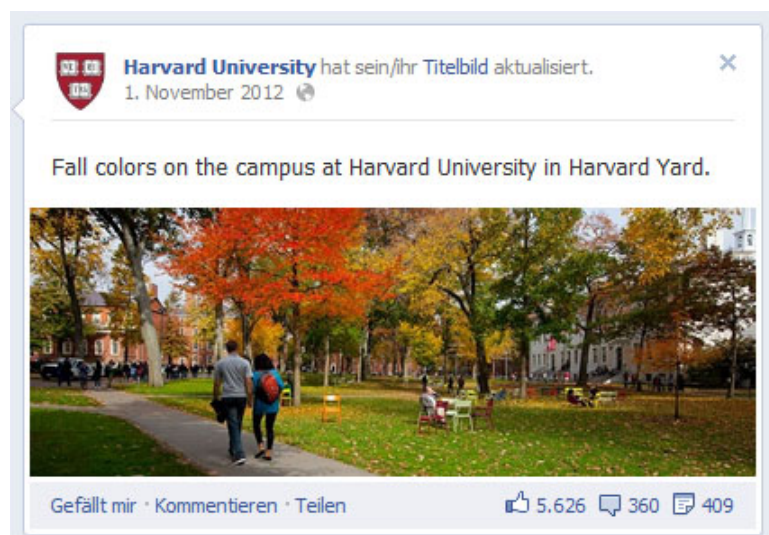 Harvard University hat sein/ihr Titelbild aktualisiert.
1. November 2012
Fall colors on the campus at Harvard University in Harvard Yard.
Gefällt mir · Kommentieren · Teilen 5.626 360 409